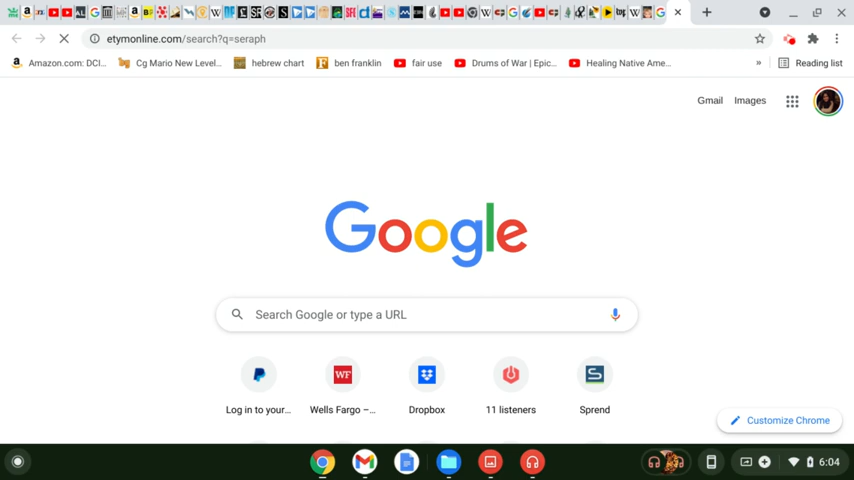 etymonline.com/search?q=seraph
Amazon.com: DCI... Cg Mario New Level... hebrew chart ben franklin fair use Drums of War | Epic... Healing Native Ame... » Reading list
Gmail Images
Google
Search Google or type a URL
WF
Log in to your... Wells Fargo –... Dropbox 11 listeners Sprend
Customize Chrome
6:04